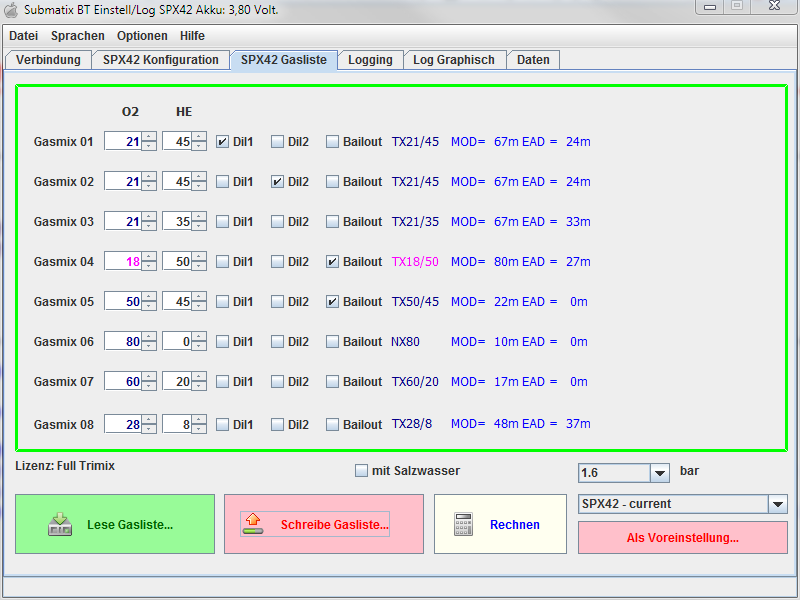 Submatix BT Einstell/Log SPX42 Akku: 3,80 Volt.
Datei Sprachen Optionen Hilfe
Verbindung SPX42 Konfiguration SPX42 Gasliste Logging Log Graphisch Daten
O2 HE
Gasmix 01 21 45 Dil1 Dil2 Bailout TX21/45 MOD= 67m EAD = 24m
Gasmix 02 21 45 Dil1 Dil2 Bailout TX21/45 MOD= 67m EAD = 24m
Gasmix 03 21 35 Dil1 Dil2 Bailout TX21/35 MOD= 67m EAD = 33m
Gasmix 04 18 50 Dil1 Dil2 Bailout TX18/50 MOD= 80m EAD = 27m
Gasmix 05 50 45 Dil1 Dil2 Bailout TX50/45 MOD= 22m EAD = 0m
Gasmix 06 80 0 Dil1 Dil2 Bailout NX80 MOD= 10m EAD = 0m
Gasmix 07 60 20 Dil1 Dil2 Bailout TX60/20 MOD= 17m EAD = 0m
Gasmix 08 28 8 Dil1 Dil2 Bailout TX28/8 MOD= 48m EAD = 37m
Lizenz: Full Trimix mit Salzwasser 1.6 bar
SPX42 - current
Lese Gasliste... Schreibe Gasliste... Rechnen
Als Voreinstellung...